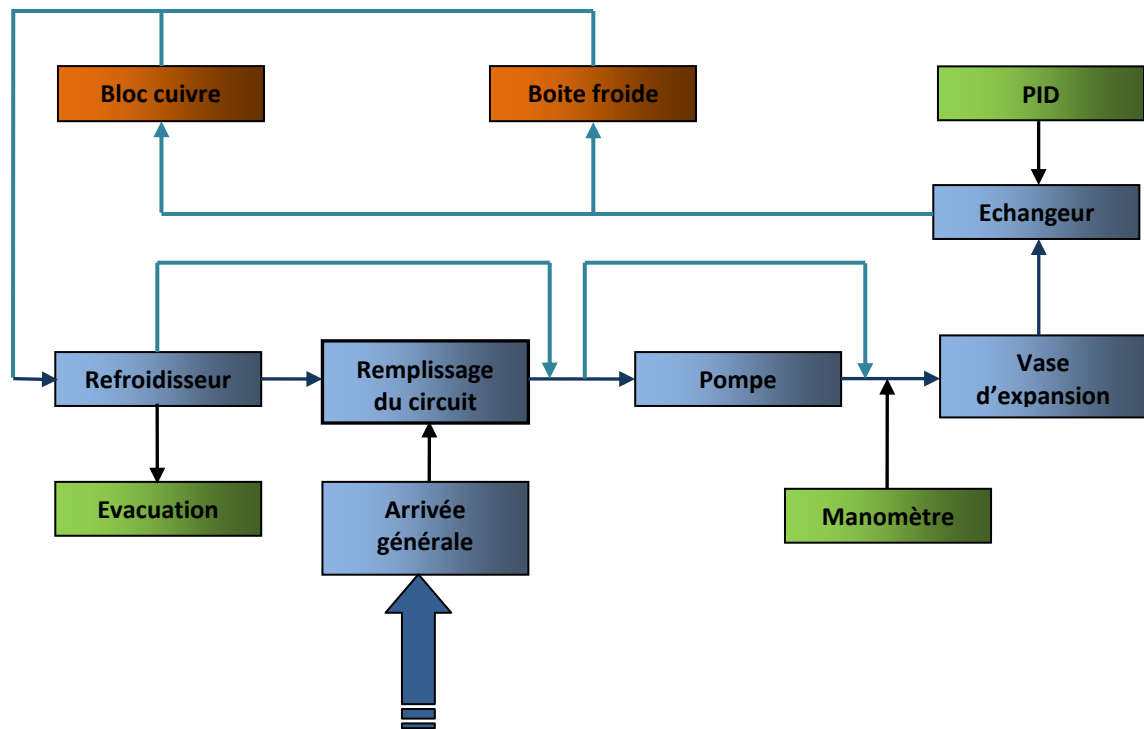 Bloc cuivre
Boite froide
PID
Echangeur
Refroidisseur
Remplissage
du circuit
Pompe
Vase
d’expansion
Evacuation
Arrivée
générale
Manomètre